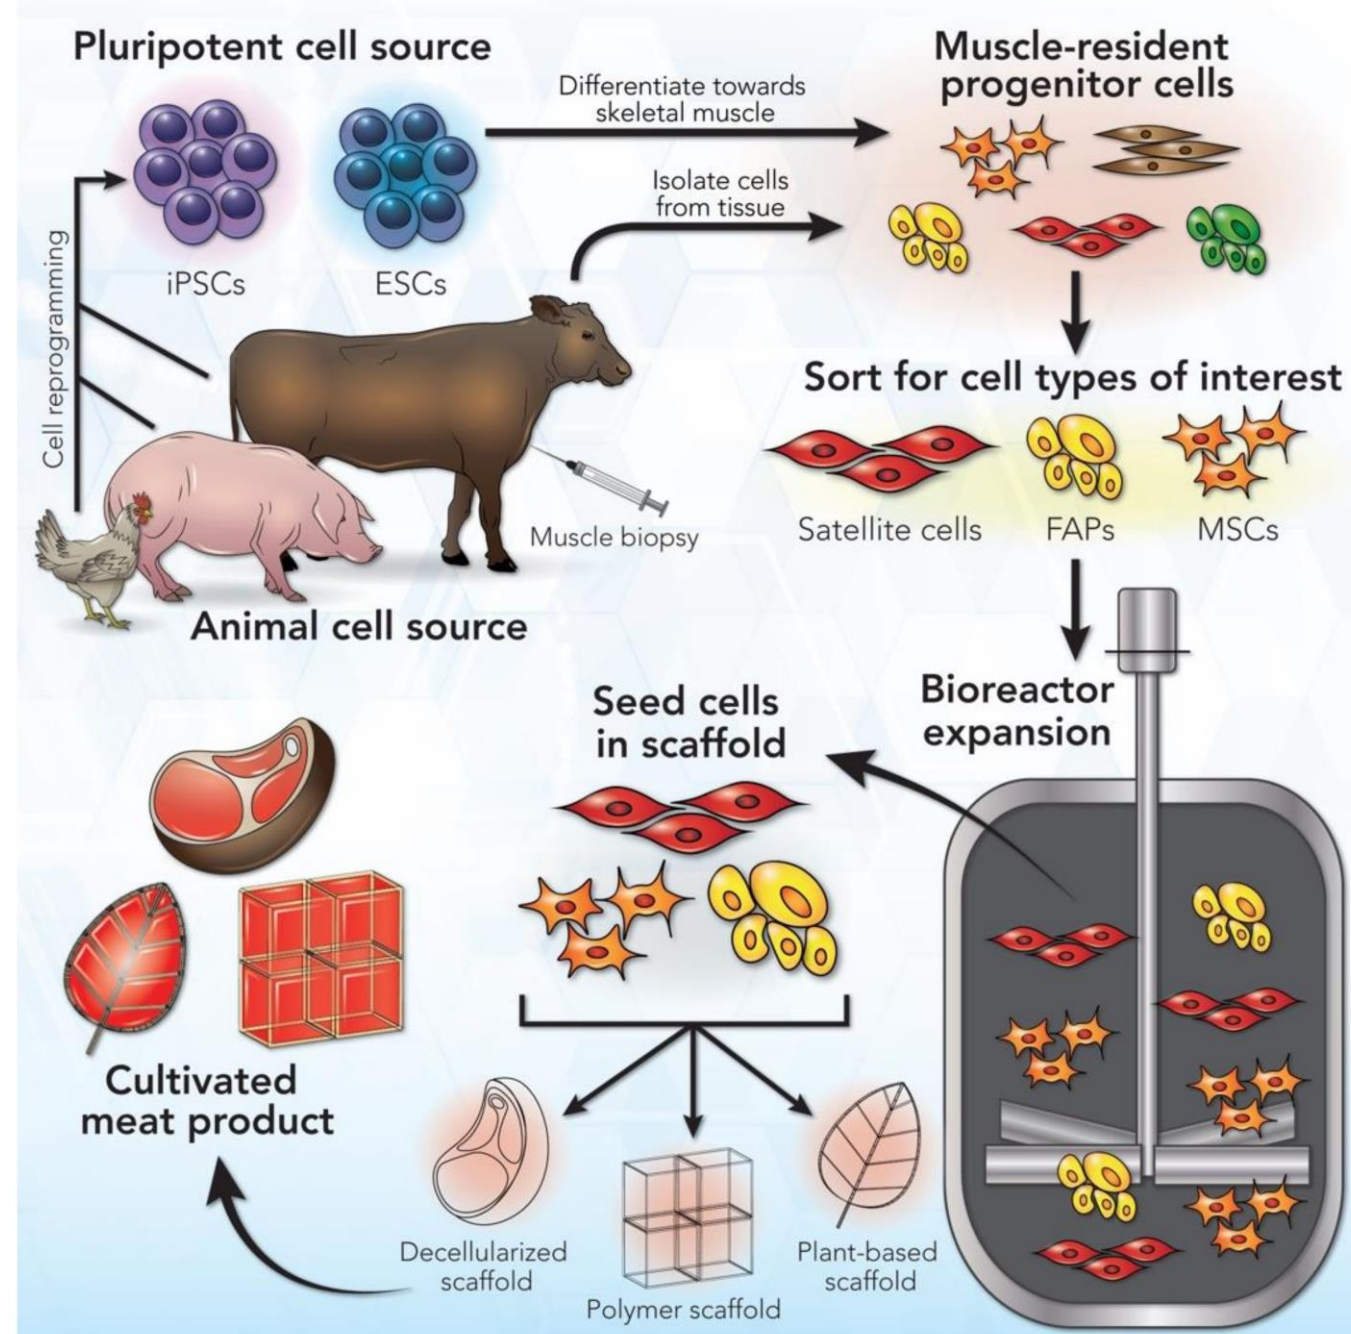 Pluripotent cell source
iPSCs
ESCs
Cell reprogramming
Differentiate towards
skeletal muscle
Isolate cells
from tissue
Muscle-resident
progenitor cells
Muscle biopsy
Animal cell source
Sort for cell types of interest
Satellite cells
FAPs
MSCs
Bioreactor
expansion
Seed cells
in scaffold
Decellularized
scaffold
Polymer scaffold
Plant-based
scaffold
Cultivated
meat product